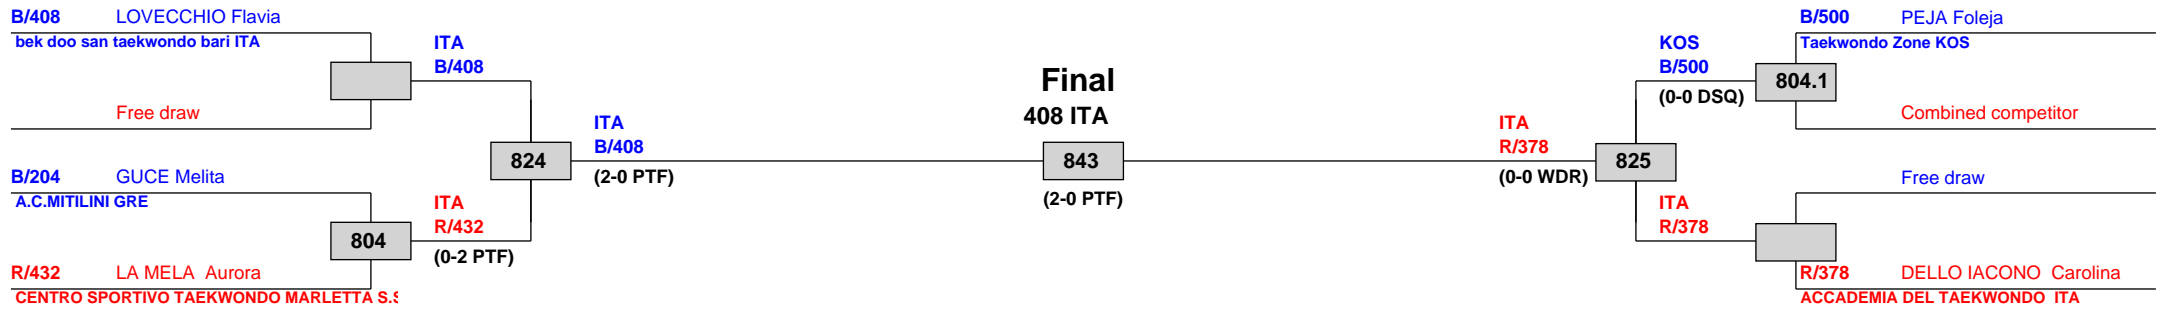 B/408 LOVECCHIO Flavia
bek doo san taekwondo bari ITA
Free draw
B/204 GUCE Melita
A.C.MITILINI GRE
804
R/432 LA MELA  Aurora
CENTRO SPORTIVO TAEKWONDO MARLETTA S.S
ITA
B/408
824
ITA
R/432
(0-2 PTF)
ITA
B/408
(2-0 PTF)
Final
408 ITA
843
(2-0 PTF)
ITA
R/378
(0-0 WDR)
825
KOS
B/500
(0-0 DSQ)
ITA
R/378
B/500 PEJA Foleja
Taekwondo Zone KOS
804.1
Combined competitor
Free draw
R/378 DELLO IACONO  Carolina
ACCADEMIA DEL TAEKWONDO  ITA